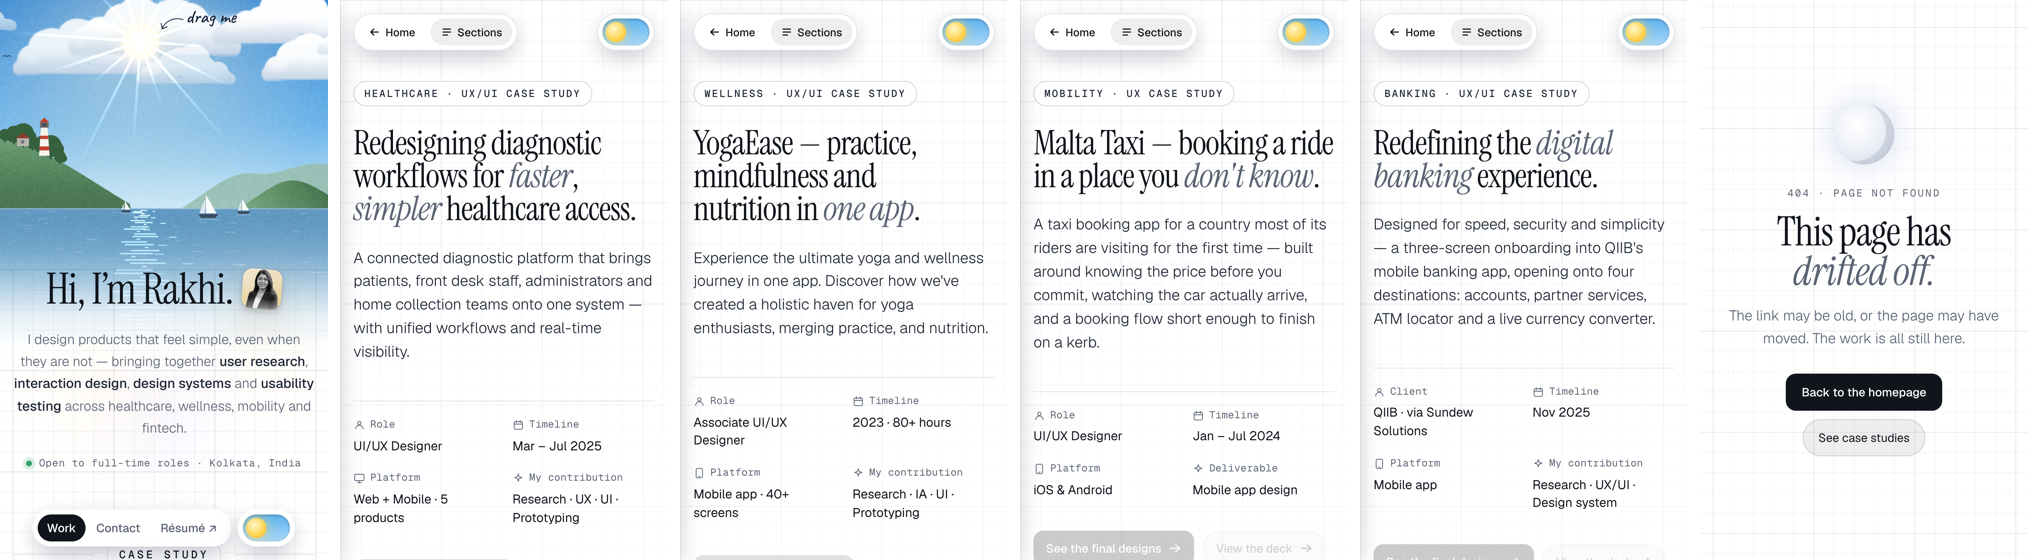 drag me
Hi, I'm Rakhi.
I design products that feel simple, even when
they are not — bringing together user research,
interaction design, design systems and usability
testing across healthcare, wellness, mobility and
fintech.
Open to full-time roles · Kolkata, India
Work
Contact
Résumé ↗
CASE STUDY
← Home
Sections
HEALTHCARE · UX/UI CASE STUDY
Redesigning diagnostic
workflows for faster,
simpler healthcare access.
A connected diagnostic platform that brings
patients, front desk staff, administrators and
home collection teams onto one system —
with unified workflows and real-time
visibility.
Role
Timeline
UI/UX Designer
Mar – Jul 2025
Platform
My contribution
Web + Mobile · 5
products
Research · UX · UI ·
Prototyping
← Home
Sections
WELLNESS · UX/UI CASE STUDY
YogaEase — practice,
mindfulness and
nutrition in one app.
Experience the ultimate yoga and wellness
journey in one app. Discover how we've
created a holistic haven for yoga
enthusiasts, merging practice, and nutrition.
Role
Timeline
Associate UI/UX
Designer
2023 · 80+ hours
Platform
My contribution
Mobile app · 40+
screens
Research · IA · UI ·
Prototyping
← Home
Sections
MOBILITY · UX CASE STUDY
Malta Taxi — booking a ride
in a place you don't know.
A taxi booking app for a country most of its
riders are visiting for the first time — built
around knowing the price before you
commit, watching the car actually arrive,
and a booking flow short enough to finish
on a kerb.
Role
Timeline
UI/UX Designer
Jan – Jul 2024
Platform
Deliverable
iOS & Android
Mobile app design
See the final designs →
View the deck →
← Home
Sections
BANKING · UX/UI CASE STUDY
Redefining the digital
banking experience.
Designed for speed, security and simplicity
— a three-screen onboarding into QIIB's
mobile banking app, opening onto four
destinations: accounts, partner services,
ATM locator and a live currency converter.
Client
Timeline
QIIB · via Sundew
Solutions
Nov 2025
Platform
My contribution
Mobile app
Research · UX/UI ·
Design system
404 · PAGE NOT FOUND
This page has
drifted off.
The link may be old, or the page may have
moved. The work is all still here.
Back to the homepage
See case studies